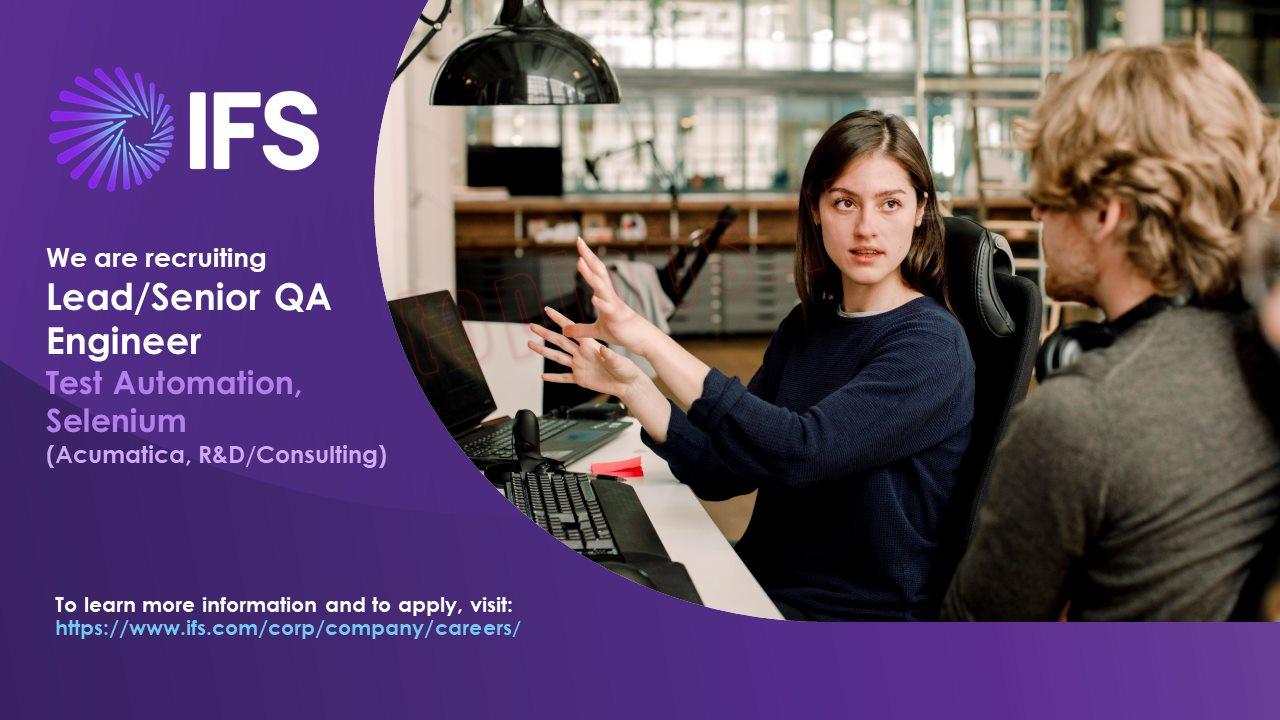 IFS
We are recruiting
Lead/Senior QA
Engineer
Test Automation,
Selenium
(Acumatica, R&D/Consulting)
To learn more information and to apply, visit:
https://www.ifs.com/corp/company/careers/